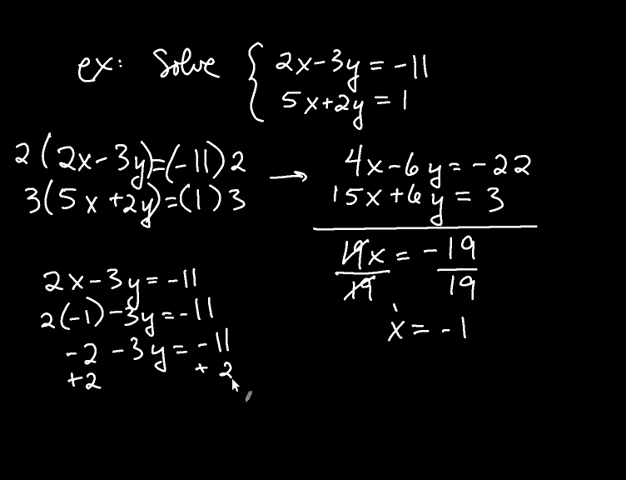 ex: Solve { 2x-3y = -11
5x+2y = 1
2(2x-3y)=(-11)2 → 4x-6y = -22
3(5x+2y)=(1)3 15x+6y = 3
19x = -19
19 19
x = -1
2x-3y = -11
2(-1)-3y = -11
-2-3y = -11
+2 +2